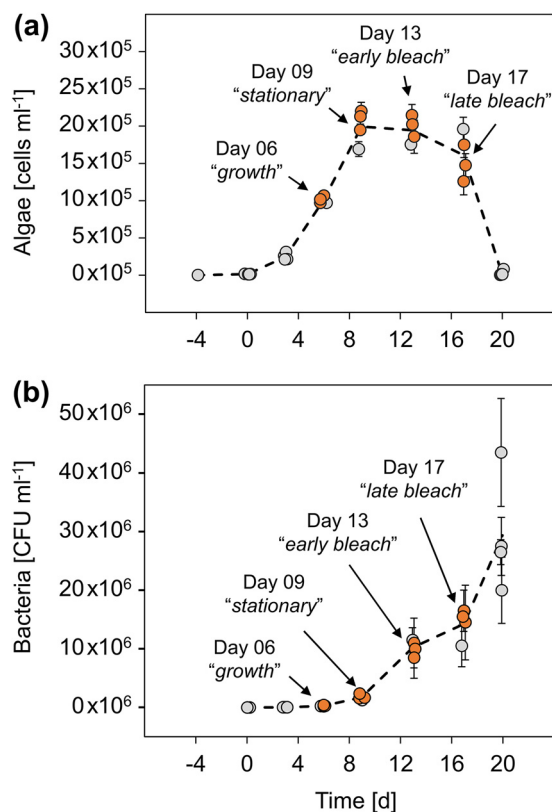 (a)
Algae [cells ml⁻¹]
30x10⁵
25x10⁵
20x10⁵
15x10⁵
10x10⁵
5x10⁵
0x10⁵
Day 06
“growth”
Day 09
“stationary”
Day 13
“early bleach”
Day 17
“late bleach”
-4 0 4 8 12 16 20
(b)
Bacteria [CFU ml⁻¹]
50x10⁶
40x10⁶
30x10⁶
20x10⁶
10x10⁶
0x10⁶
Day 06
“growth”
Day 09
“stationary”
Day 13
“early bleach”
Day 17
“late bleach”
-4 0 4 8 12 16 20
Time [d]